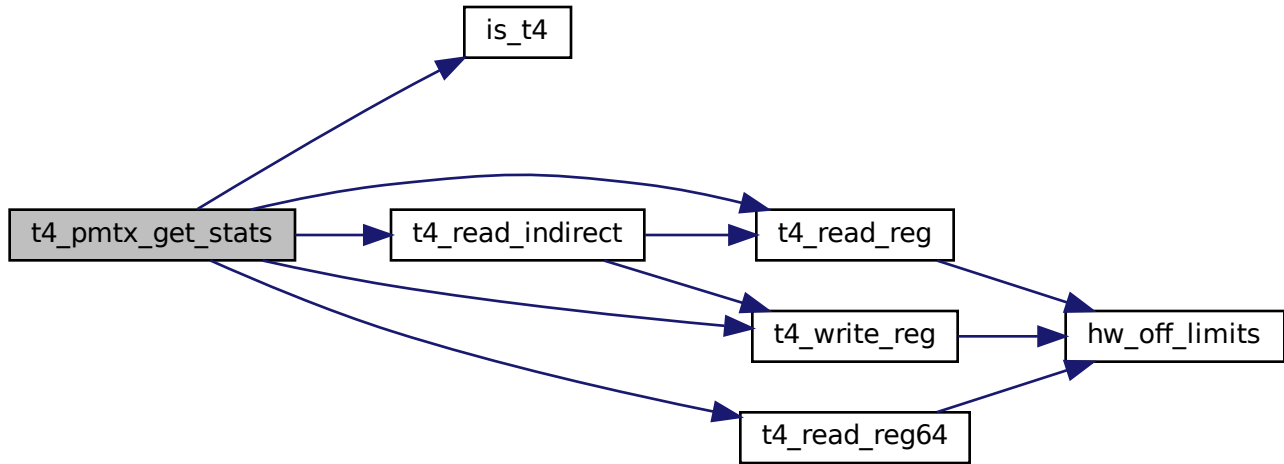 is_t4
t4_pmtx_get_stats
t4_read_indirect
t4_read_reg
t4_write_reg
hw_off_limits
t4_read_reg64